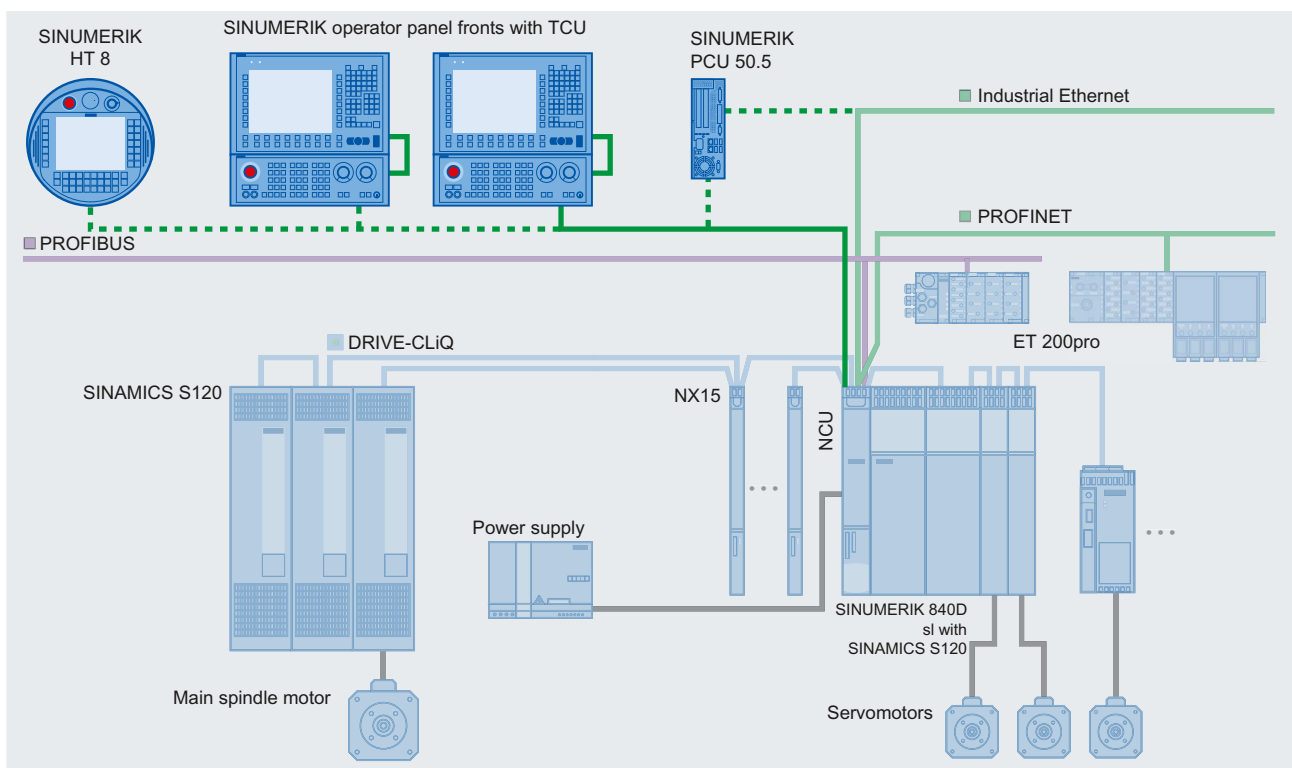 SINUMERIK
HT 8
SINUMERIK operator panel fronts with TCU
SINUMERIK
PCU 50.5
Industrial Ethernet
PROFINET
PROFIBUS
ET 200pro
DRIVE-CLiQ
SINAMICS S120
NX15
NCU
Power supply
SINUMERIK 840D
sl with
SINAMICS S120
Main spindle motor
Servomotors